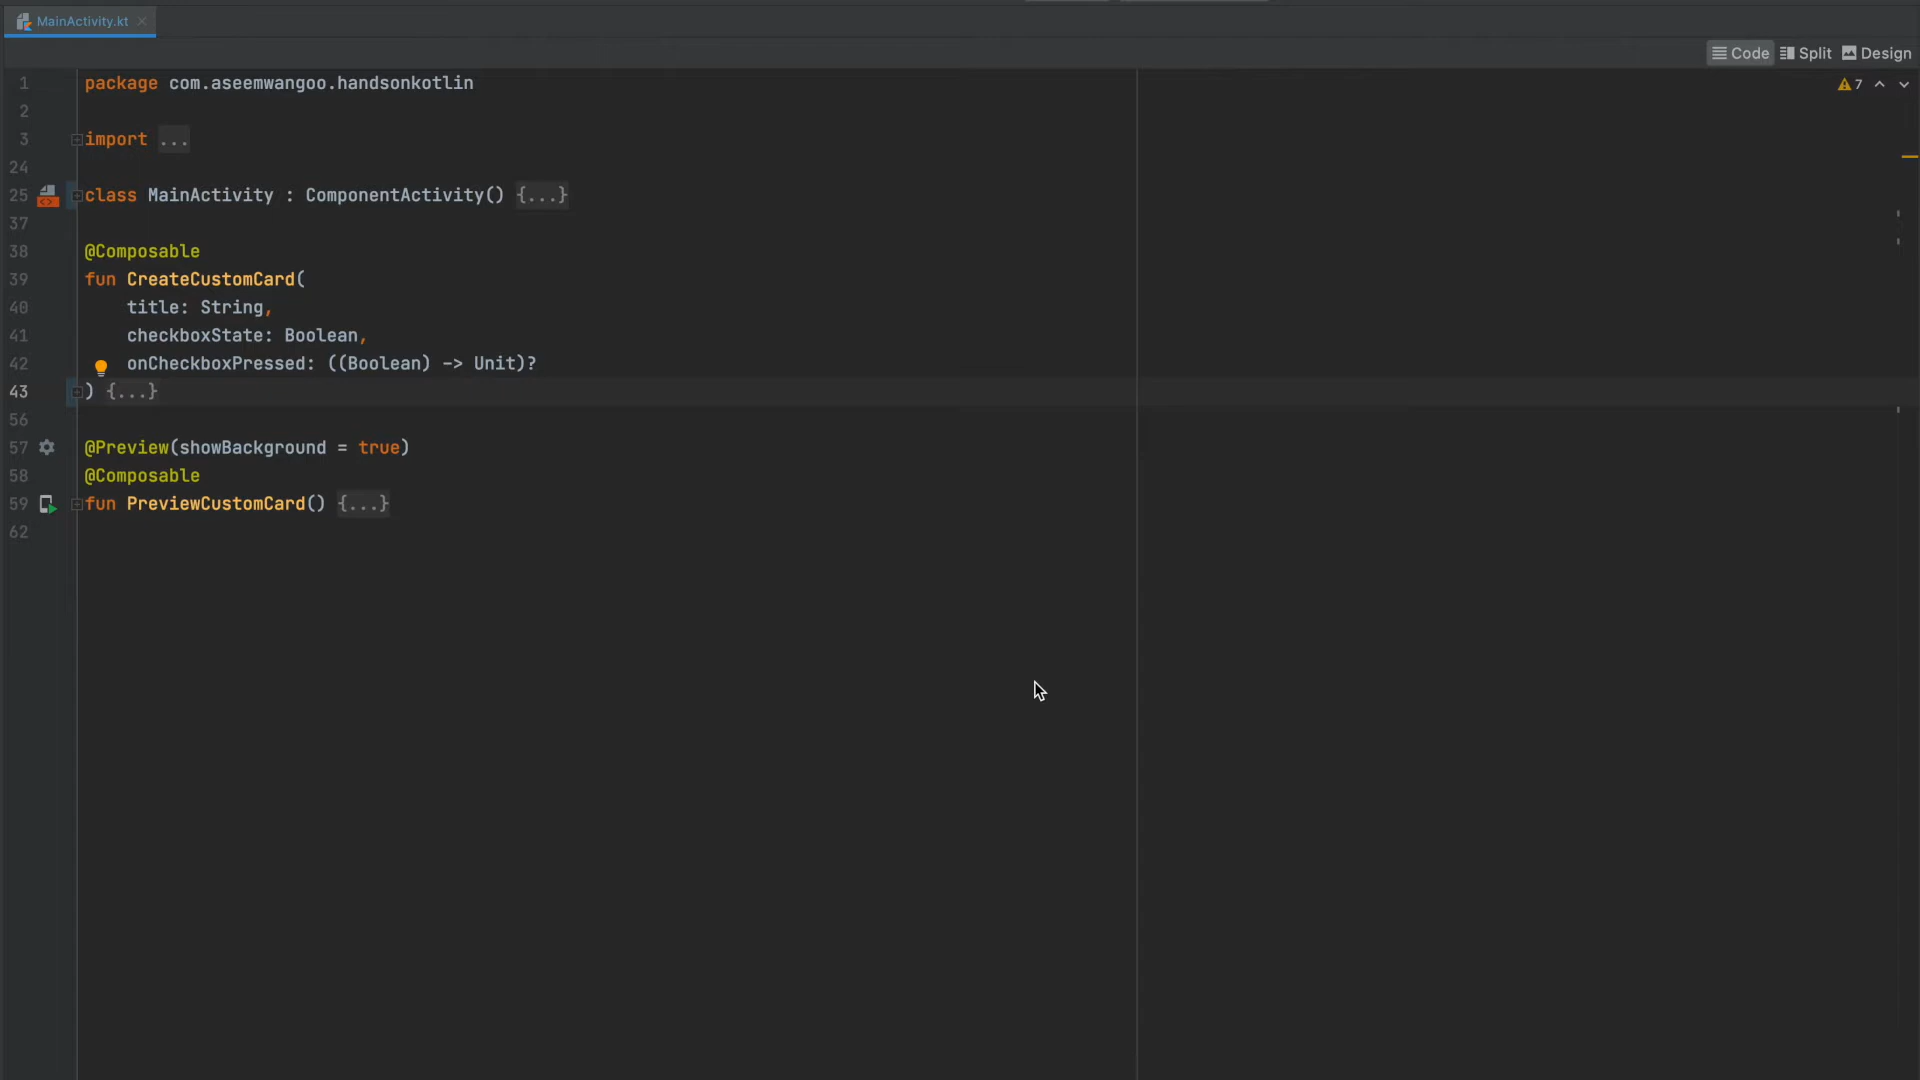 MainActivity.kt
Code Split Design
1 package com.aseemwangoo.handsonkotlin
7
2
3 import ...
24
25 class MainActivity : ComponentActivity() {...}
37
38 @Composable
39 fun CreateCustomCard(
40 title: String,
41 checkboxState: Boolean,
42 onCheckboxPressed: ((Boolean) -> Unit)?
43 ) {...}
56
57 @Preview(showBackground = true)
58 @Composable
59 fun PreviewCustomCard() {...}
62